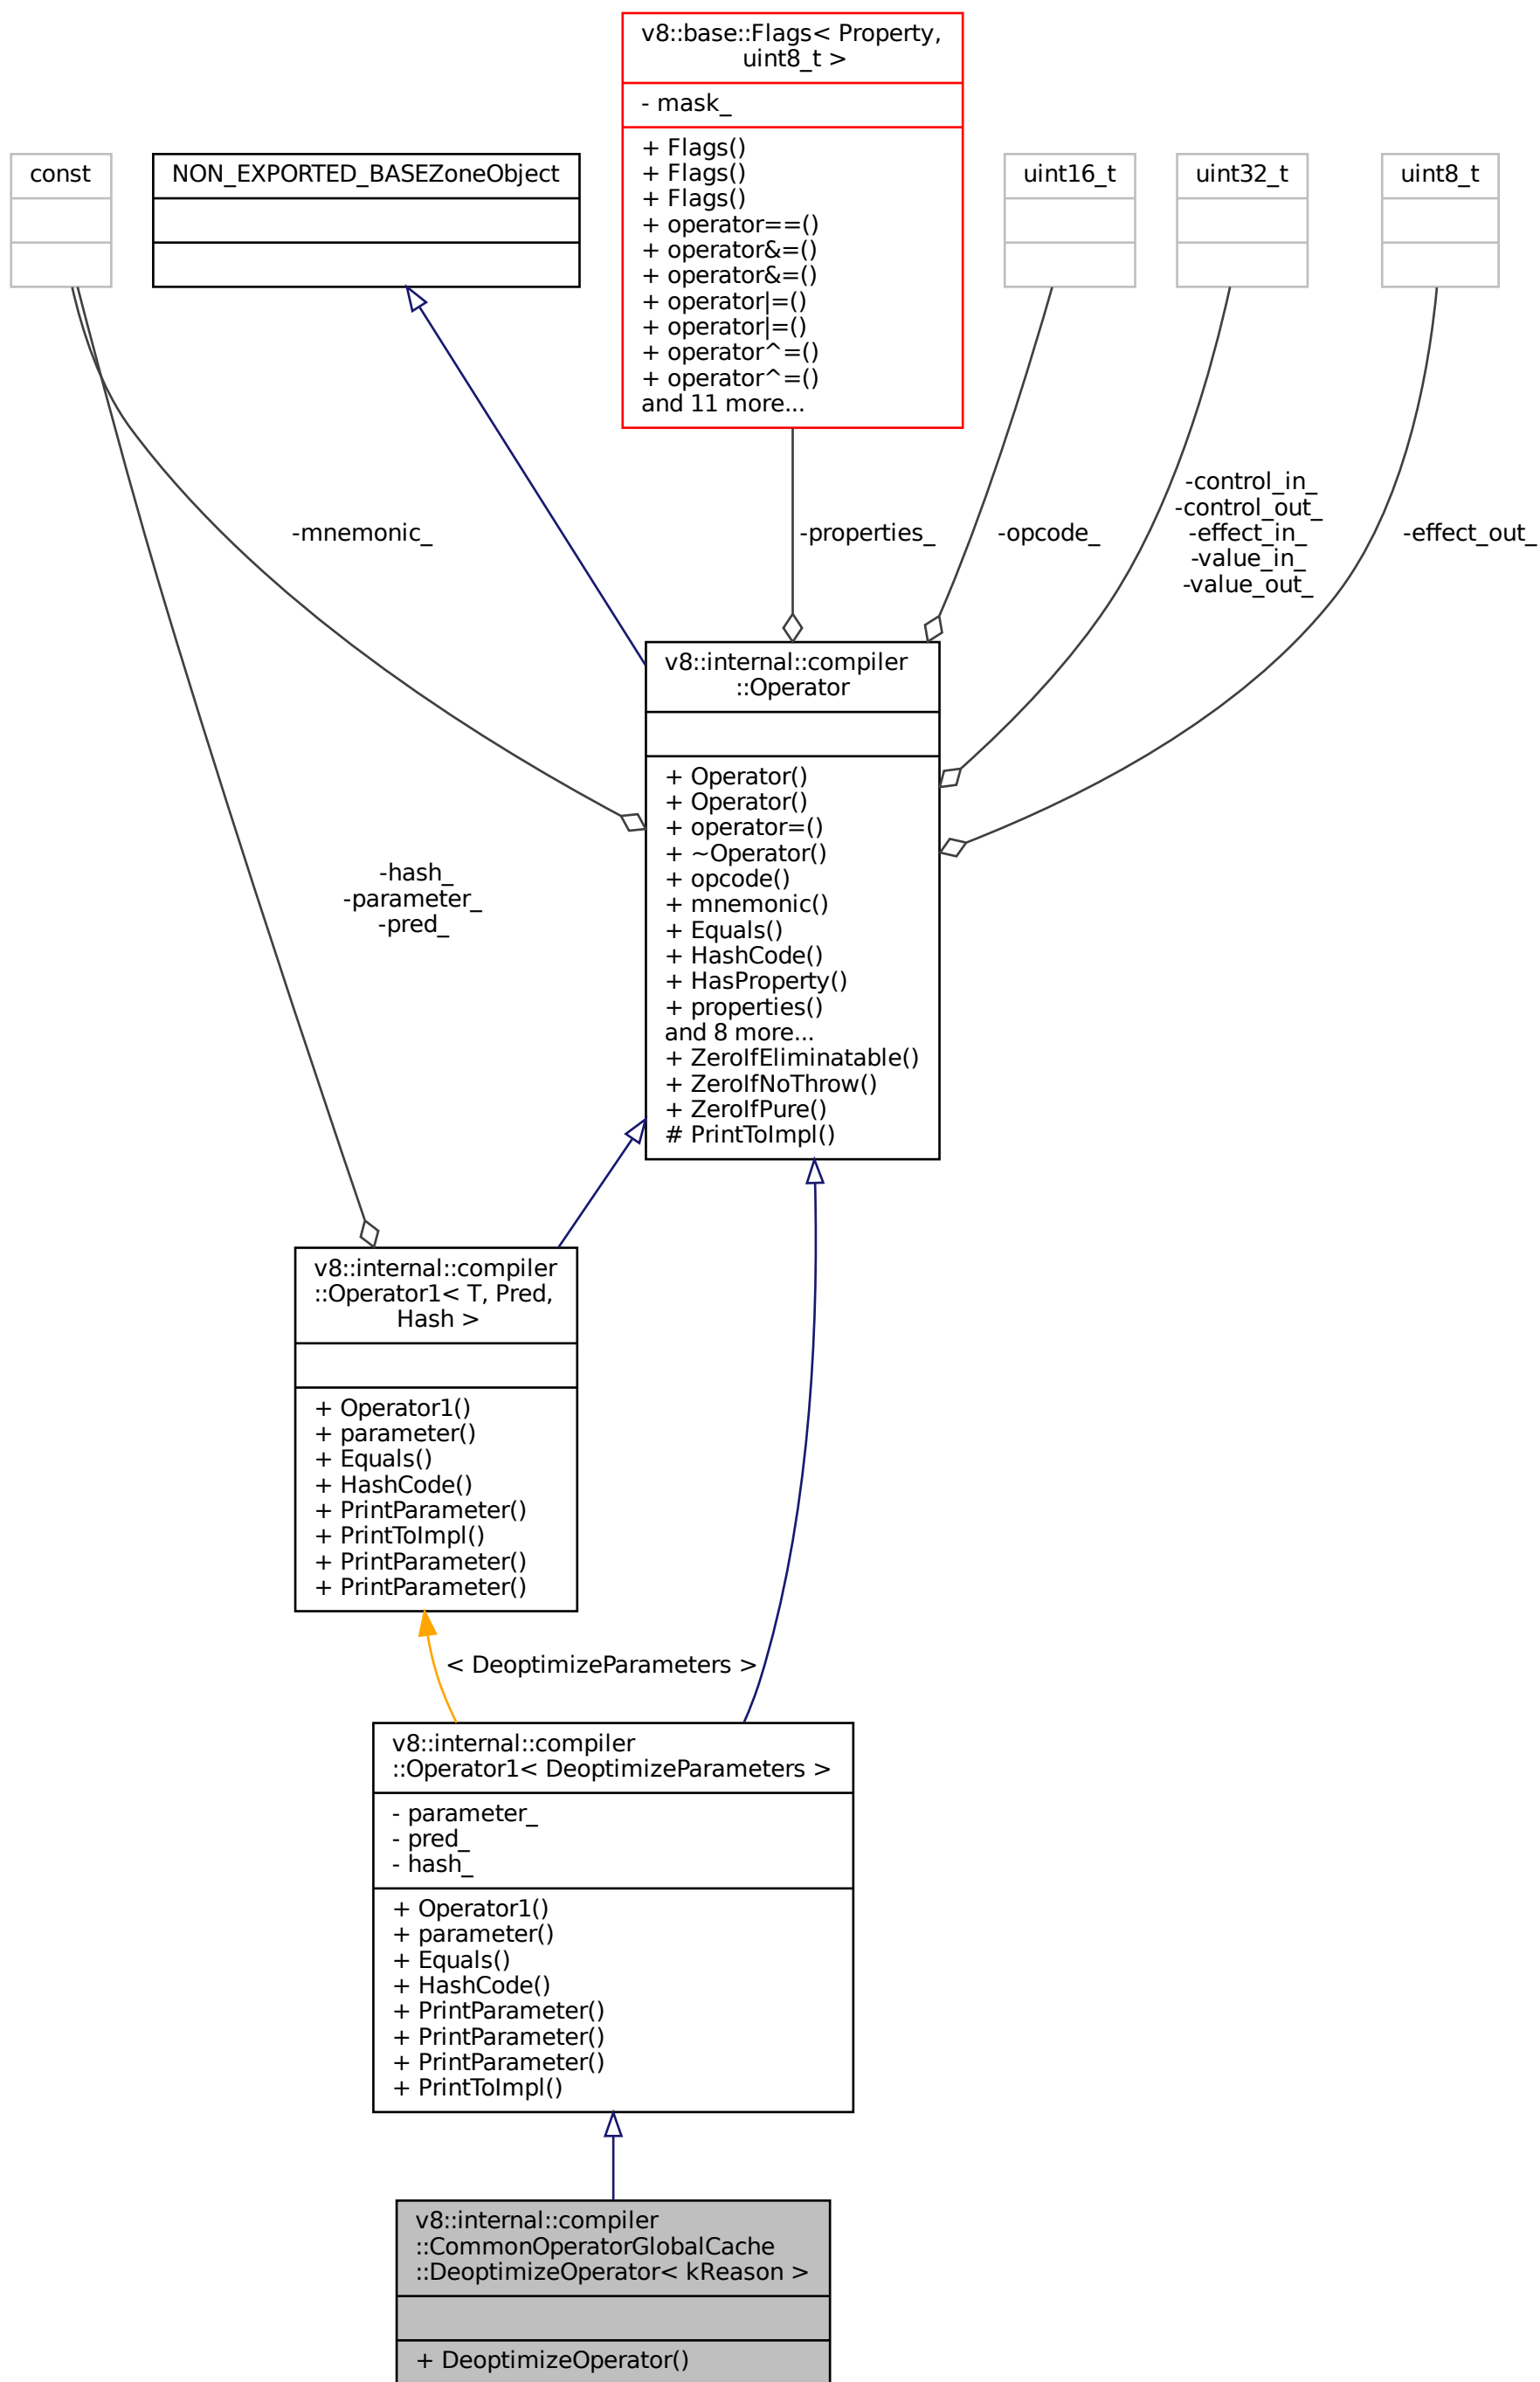 v8::base::Flags< Property,
uint8_t >
- mask_
+ Flags()
+ Flags()
+ Flags()
+ operator==()
+ operator&=()
+ operator&=()
+ operator|=()
+ operator|=()
+ operator^=()
+ operator^=()
and 11 more...
const
NON_EXPORTED_BASEZoneObject
uint16_t
uint32_t
uint8_t
-mnemonic_
-properties_
-opcode_
-control_in_
-control_out_
-effect_in_
-value_in_
-value_out_
-effect_out_
v8::internal::compiler
::Operator
+ Operator()
+ Operator()
+ operator=()
+ ~Operator()
+ opcode()
+ mnemonic()
+ Equals()
+ HashCode()
+ HasProperty()
+ properties()
and 8 more...
+ ZeroIfEliminatable()
+ ZeroIfNoThrow()
+ ZeroIfPure()
# PrintToImpl()
-hash_
-parameter_
-pred_
v8::internal::compiler
::Operator1< T, Pred,
Hash >
+ Operator1()
+ parameter()
+ Equals()
+ HashCode()
+ PrintParameter()
+ PrintToImpl()
+ PrintParameter()
+ PrintParameter()
< DeoptimizeParameters >
v8::internal::compiler
::Operator1< DeoptimizeParameters >
- parameter_
- pred_
- hash_
+ Operator1()
+ parameter()
+ Equals()
+ HashCode()
+ PrintParameter()
+ PrintParameter()
+ PrintParameter()
+ PrintToImpl()
v8::internal::compiler
::CommonOperatorGlobalCache
::DeoptimizeOperator< kReason >
+ DeoptimizeOperator()